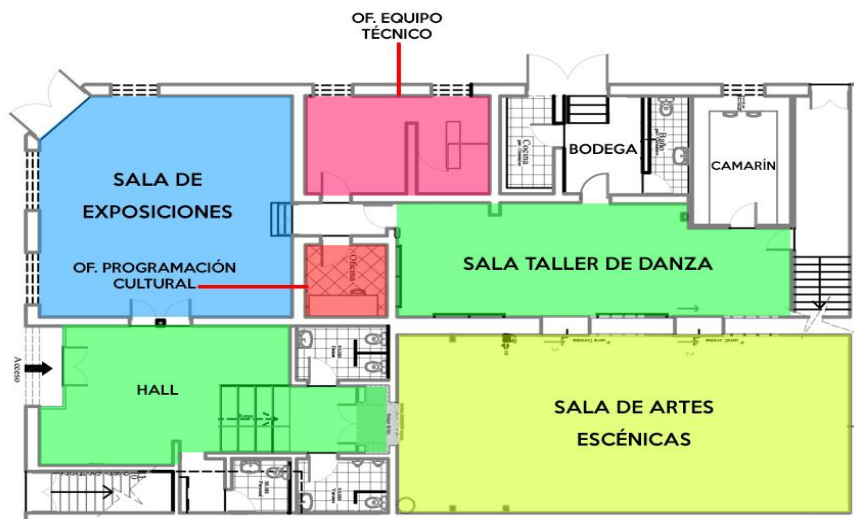 OF. EQUIPO
TÉCNICO
SALA DE
EXPOSICIONES
OF. PROGRAMACIÓN
CULTURAL
Oficina
Cocina
BODEGA
Baño
CAMARÍN
SALA TALLER DE DANZA
Acceso
HALL
SALA DE ARTES
ESCÉNICAS